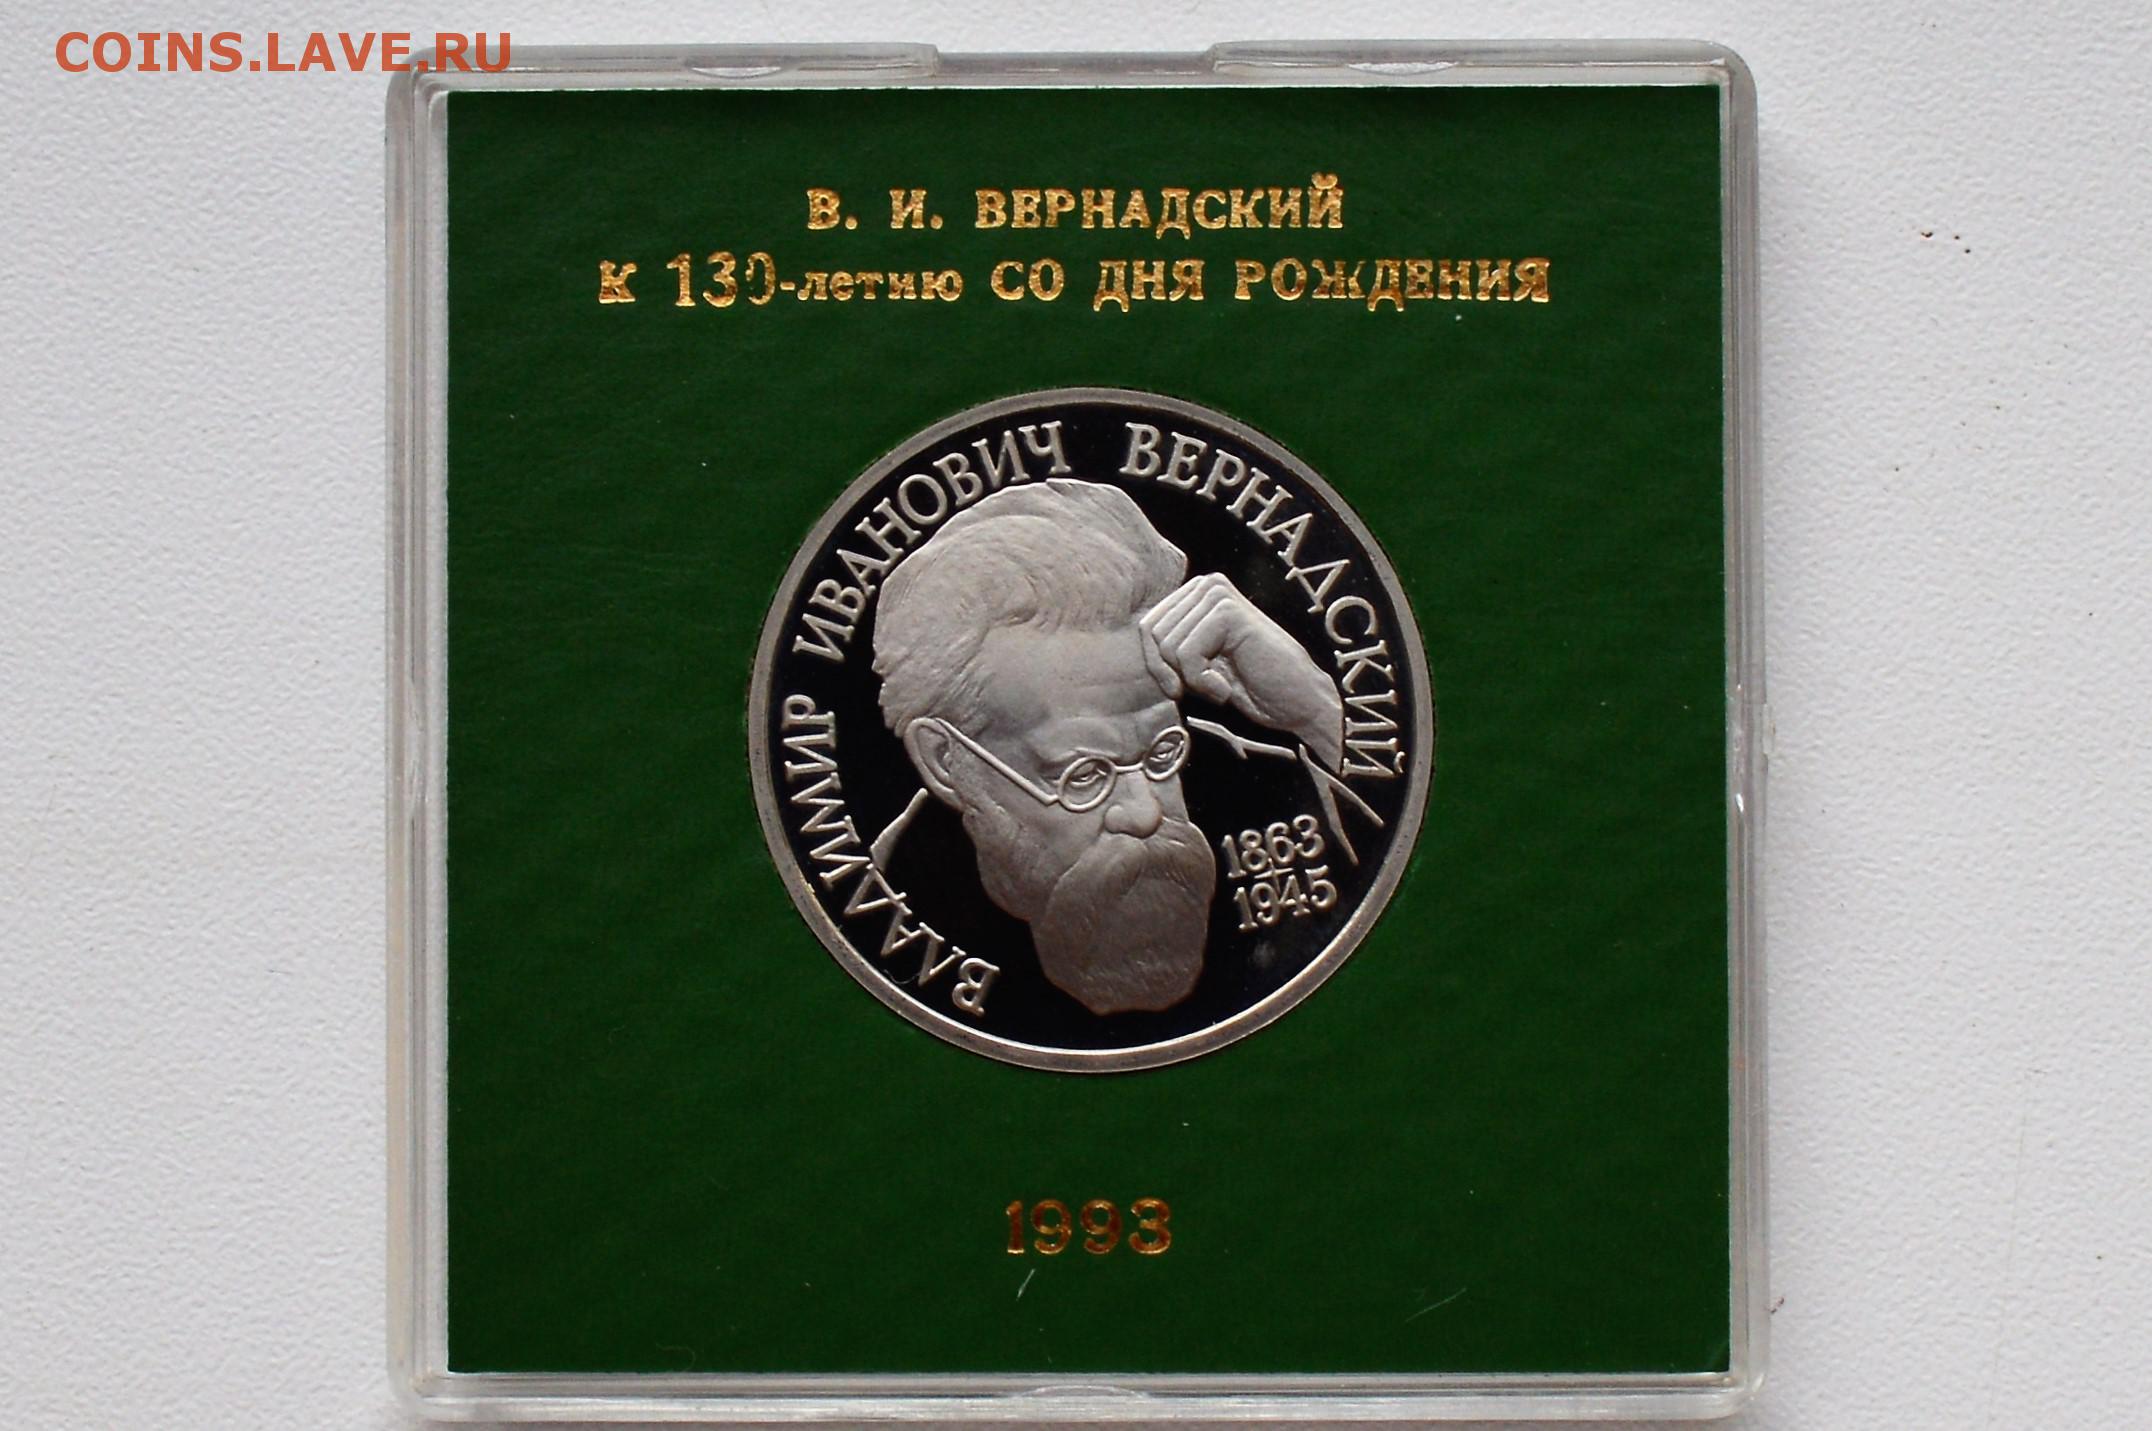 COINS.LAVE.RU
В. И. ВЕРНАДСКИЙ
К 130-летию СО ДНЯ РОЖДЕНИЯ
ВЛАДИМИР ИВАНОВИЧ ВЕРНАДСКИЙ
1863
1945
1993